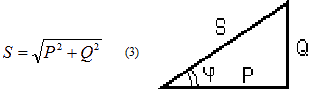 S = √(P² + Q²) (3)
S
Q
φ P